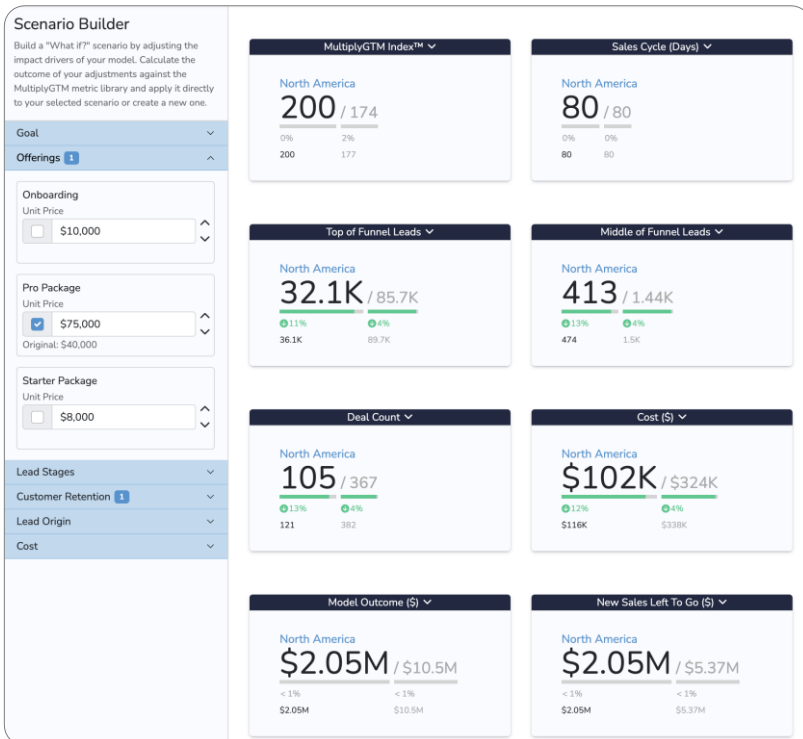 Scenario Builder
Build a "What if?" scenario by adjusting the
impact drivers of your model. Calculate the
outcome of your adjustments against the
MultiplyGTM metric library and apply it directly
to your selected scenario or create a new one.
Goal
Offerings 1
Onboarding
Unit Price
$10,000
Pro Package
Unit Price
$75,000
Original: $40,000
Starter Package
Unit Price
$8,000
Lead Stages
Customer Retention 1
Lead Origin
Cost
MultiplyGTM Index™
North America
200 / 174
0% 2%
200 177
Sales Cycle (Days)
North America
80 / 80
0% 0%
80 80
Top of Funnel Leads
North America
32.1K / 85.7K
11% 4%
36.1K 89.7K
Middle of Funnel Leads
North America
413 / 1.44K
13% 4%
474 1.5K
Deal Count
North America
105 / 367
13% 4%
121 382
Cost ($)
North America
$102K / $324K
12% 4%
$116K $338K
Model Outcome ($)
North America
$2.05M / $10.5M
< 1% < 1%
$2.05M $10.5M
New Sales Left To Go ($)
North America
$2.05M / $5.37M
< 1% < 1%
$2.05M $5.37M